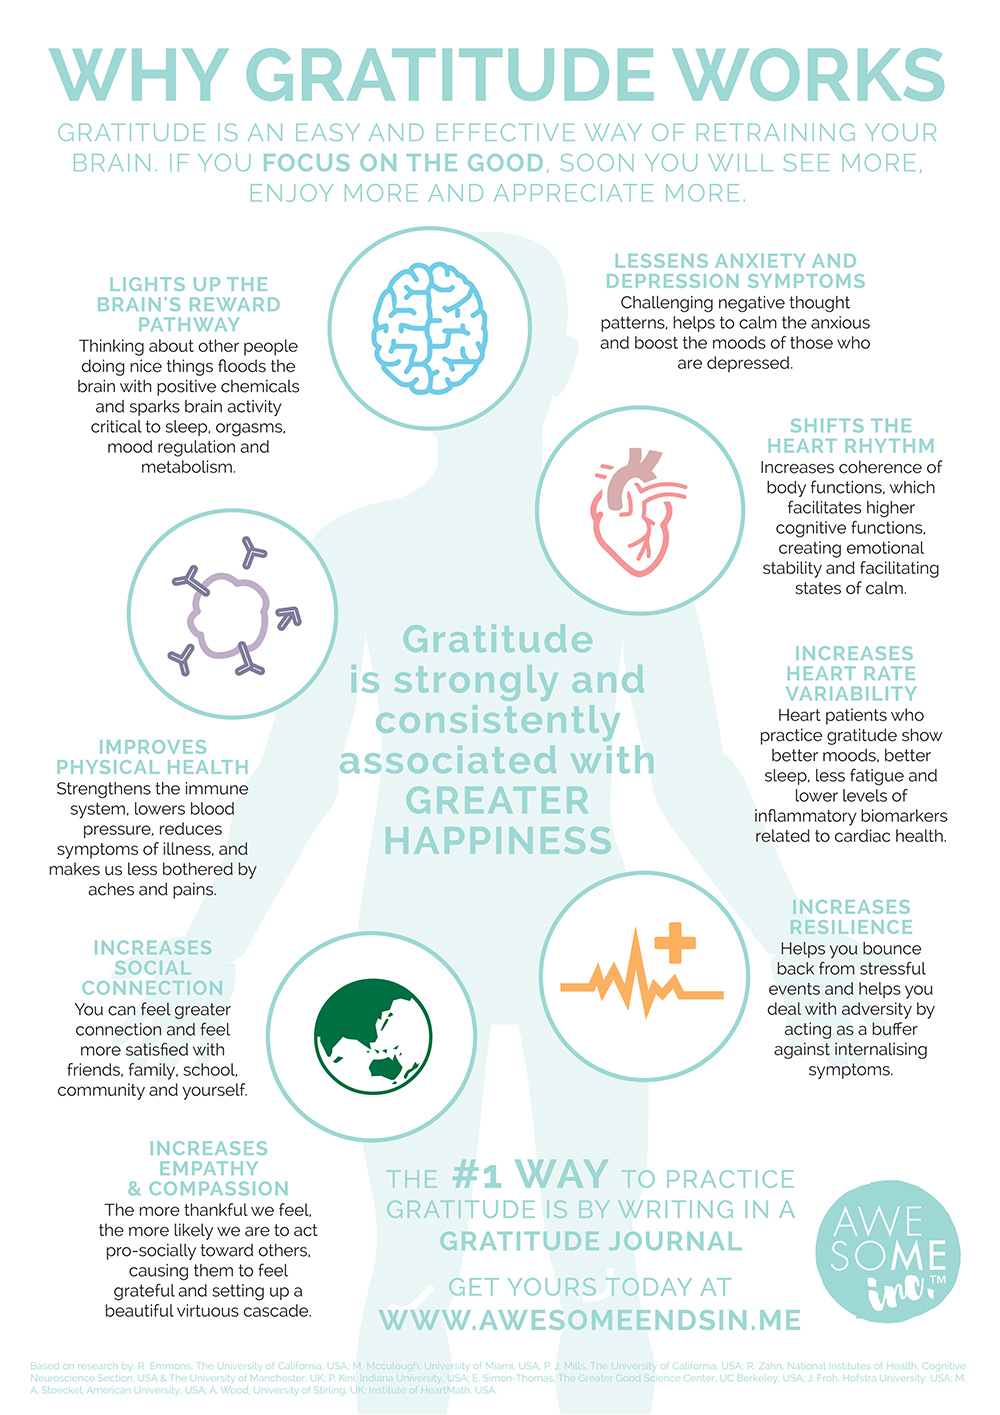 WHY GRATITUDE WORKS
GRATITUDE IS AN EASY AND EFFECTIVE WAY OF RETRAINING YOUR
BRAIN. IF YOU FOCUS ON THE GOOD, SOON YOU WILL SEE MORE,
ENJOY MORE AND APPRECIATE MORE.
LIGHTS UP THE
BRAIN'S REWARD
PATHWAY
Thinking about other people
doing nice things floods the
brain with positive chemicals
and sparks brain activity
critical to sleep, orgasms,
mood regulation and
metabolism.
LESSENS ANXIETY AND
DEPRESSION SYMPTOMS
Challenging negative thought
patterns, helps to calm the anxious
and boost the moods of those who
are depressed.
SHIFTS THE
HEART RHYTHM
Increases coherence of
body functions, which
facilitates higher
cognitive functions,
creating emotional
stability and facilitating
states of calm.
Gratitude
is strongly and
consistently
associated with
GREATER
HAPPINESS
INCREASES
HEART RATE
VARIABILITY
Heart patients who
practice gratitude show
better moods, better
sleep, less fatigue and
lower levels of
inflammatory biomarkers
related to cardiac health.
IMPROVES
PHYSICAL HEALTH
Strengthens the immune
system, lowers blood
pressure, reduces
symptoms of illness, and
makes us less bothered by
aches and pains.
INCREASES
RESILIENCE
Helps you bounce
back from stressful
events and helps you
deal with adversity by
acting as a buffer
against internalising
symptoms.
INCREASES
SOCIAL
CONNECTION
You can feel greater
connection and feel
more satisfied with
friends, family, school,
community and yourself.
INCREASES
EMPATHY
& COMPASSION
The more thankful we feel,
the more likely we are to act
pro-socially toward others,
causing them to feel
grateful and setting up a
beautiful virtuous cascade.
THE #1 WAY TO PRACTICE
GRATITUDE IS BY WRITING IN A
GRATITUDE JOURNAL
GET YOURS TODAY AT
WWW.AWESOMEENDSIN.ME
AWE
SOME
inc.™
Based on research by: R. Emmons, The University of California, USA; M. Mcculough, University of Miami, USA; P. J. Mills, The University of California, USA; R. Zahn, National Institutes of Health, Cognitive
Neuroscience Section, USA & The University of Manchester, UK; P. Kini, Indiana University, USA; E. Simon-Thomas, The Greater Good Science Center, UC Berkeley, USA; J. Froh, Hofstra University, USA; M.
A. Stoeckel, American University, USA; A. Wood, University of Stirling, UK; Institute of HeartMath, USA.